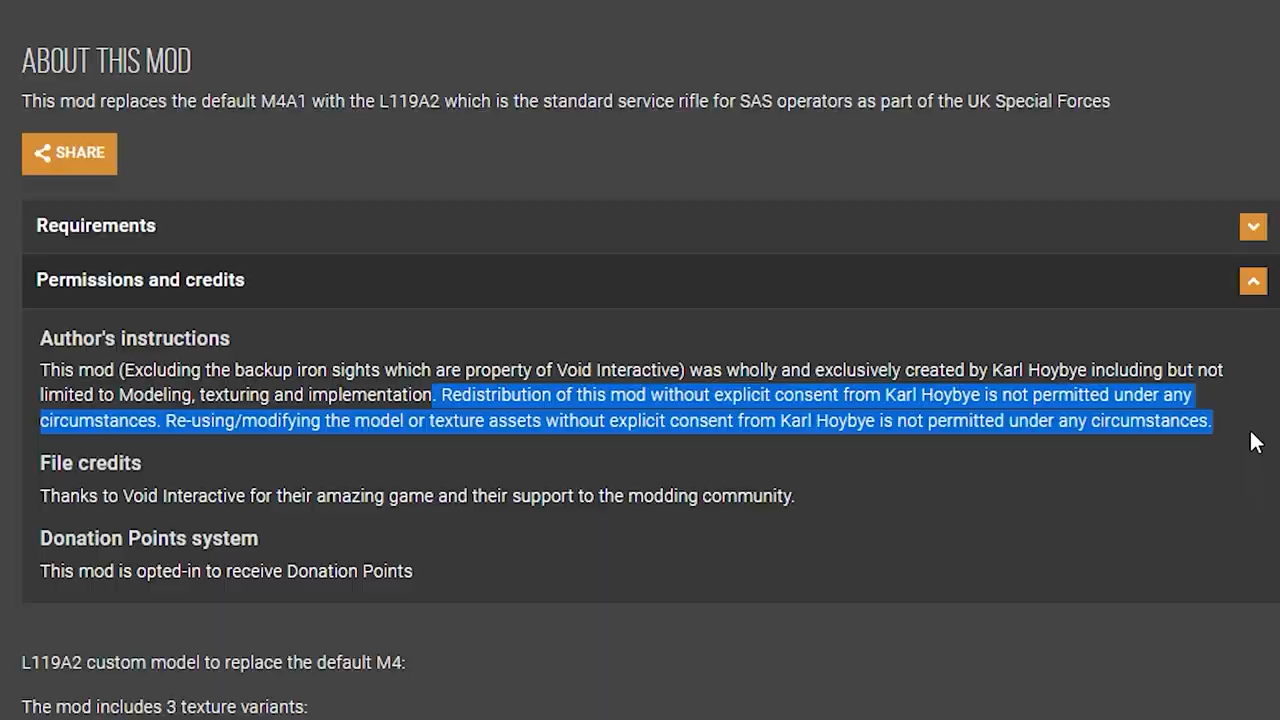 ABOUT THIS MOD
This mod replaces the default M4A1 with the L119A2 which is the standard service rifle for SAS operators as part of the UK Special Forces
SHARE
Requirements
Permissions and credits
Author's instructions
This mod (Excluding the backup iron sights which are property of Void Interactive) was wholly and exclusively created by Karl Hoybye including but not
limited to Modeling, texturing and implementation. Redistribution of this mod without explicit consent from Karl Hoybye is not permitted under any
circumstances. Re-using/modifying the model or texture assets without explicit consent from Karl Hoybye is not permitted under any circumstances.
File credits
Thanks to Void Interactive for their amazing game and their support to the modding community.
Donation Points system
This mod is opted-in to receive Donation Points
L119A2 custom model to replace the default M4:
The mod includes 3 texture variants: